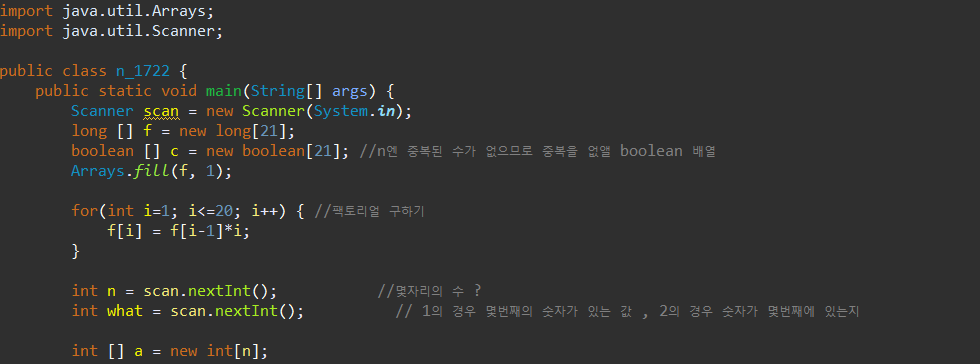 import java.util.Arrays;
import java.util.Scanner;
public class n_1722 {
public static void main(String[] args) {
Scanner scan = new Scanner(System.in);
long [] f = new long[21];
boolean [] c = new boolean[21]; //n엔 중복된 수가 없으므로 중복을 없앨 boolean 배열
Arrays.fill(f, 1);
for(int i=1; i<=20; i++) { //팩토리얼 구하기
f[i] = f[i-1]*i;
}
int n = scan.nextInt(); //몇자리의 수 ?
int what = scan.nextInt(); // 1의 경우 몇번째의 숫자가 있는 값 , 2의 경우 숫자가 몇번째에 있는지
int [] a = new int[n];